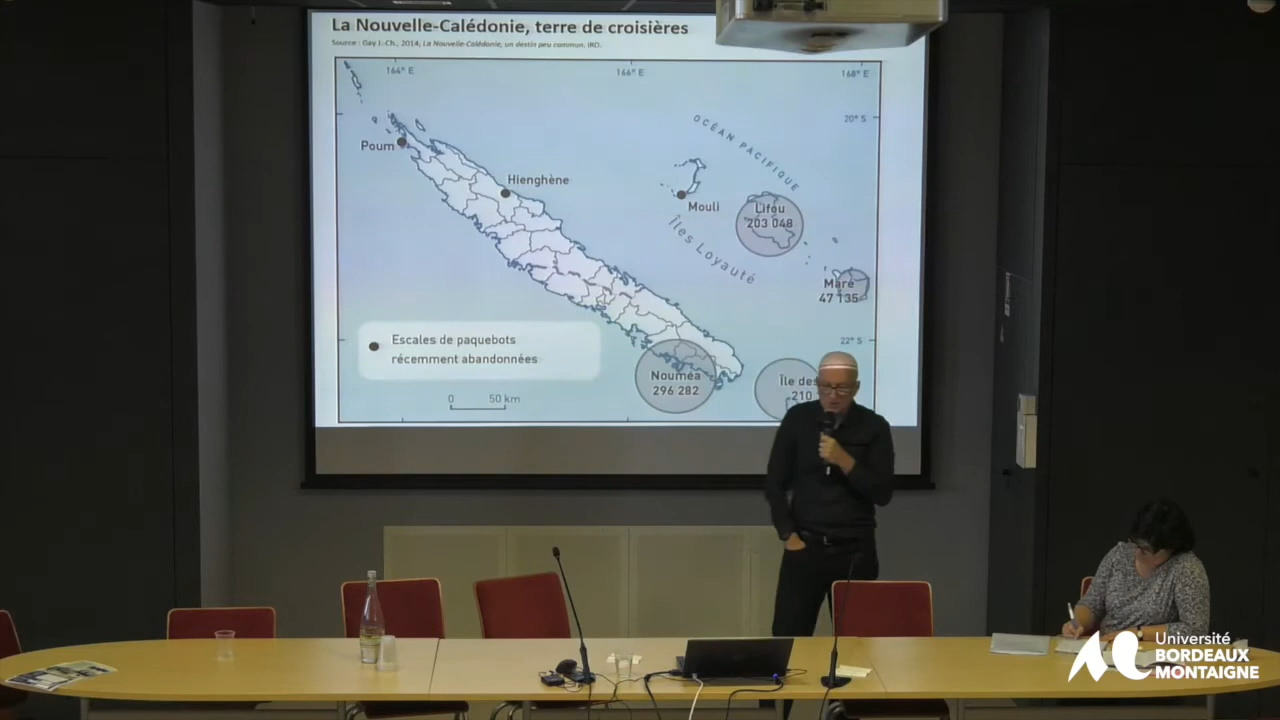 La Nouvelle-Calédonie, terre de croisières
Source : Gay J.-Ch., 2014, La Nouvelle-Calédonie, un destin peu commun, IRD.
164° E
166° E
168° E
20° S
OCÉAN PACIFIQUE
Poum
Hienghène
Mouli
Lifou
203 048
Îles Loyauté
Maré
47 135
22° S
Escales de paquebots
récemment abandonnées
Nouméa
296 282
Île des
210
0 50 km
Université
BORDEAUX
MONTAIGNE